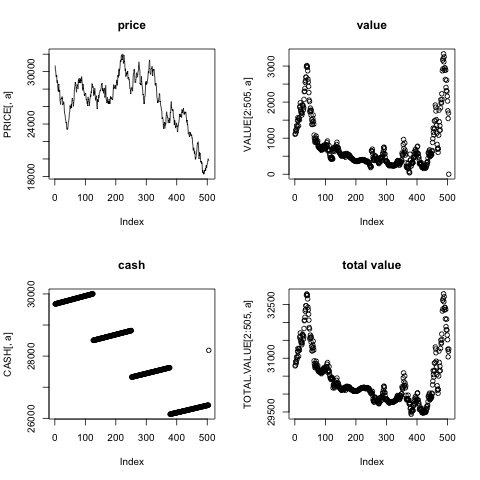 price
PRICE[, a]
18000 24000 30000
0 100 200 300 400 500
Index
value
VALUE[2:505, a]
0 1000 2000 3000
0 100 200 300 400 500
Index
cash
CASH[, a]
26000 28000 30000
0 100 200 300 400 500
Index
total value
TOTAL.VALUE[2:505, a]
29500 31000 32500
0 100 200 300 400 500
Index